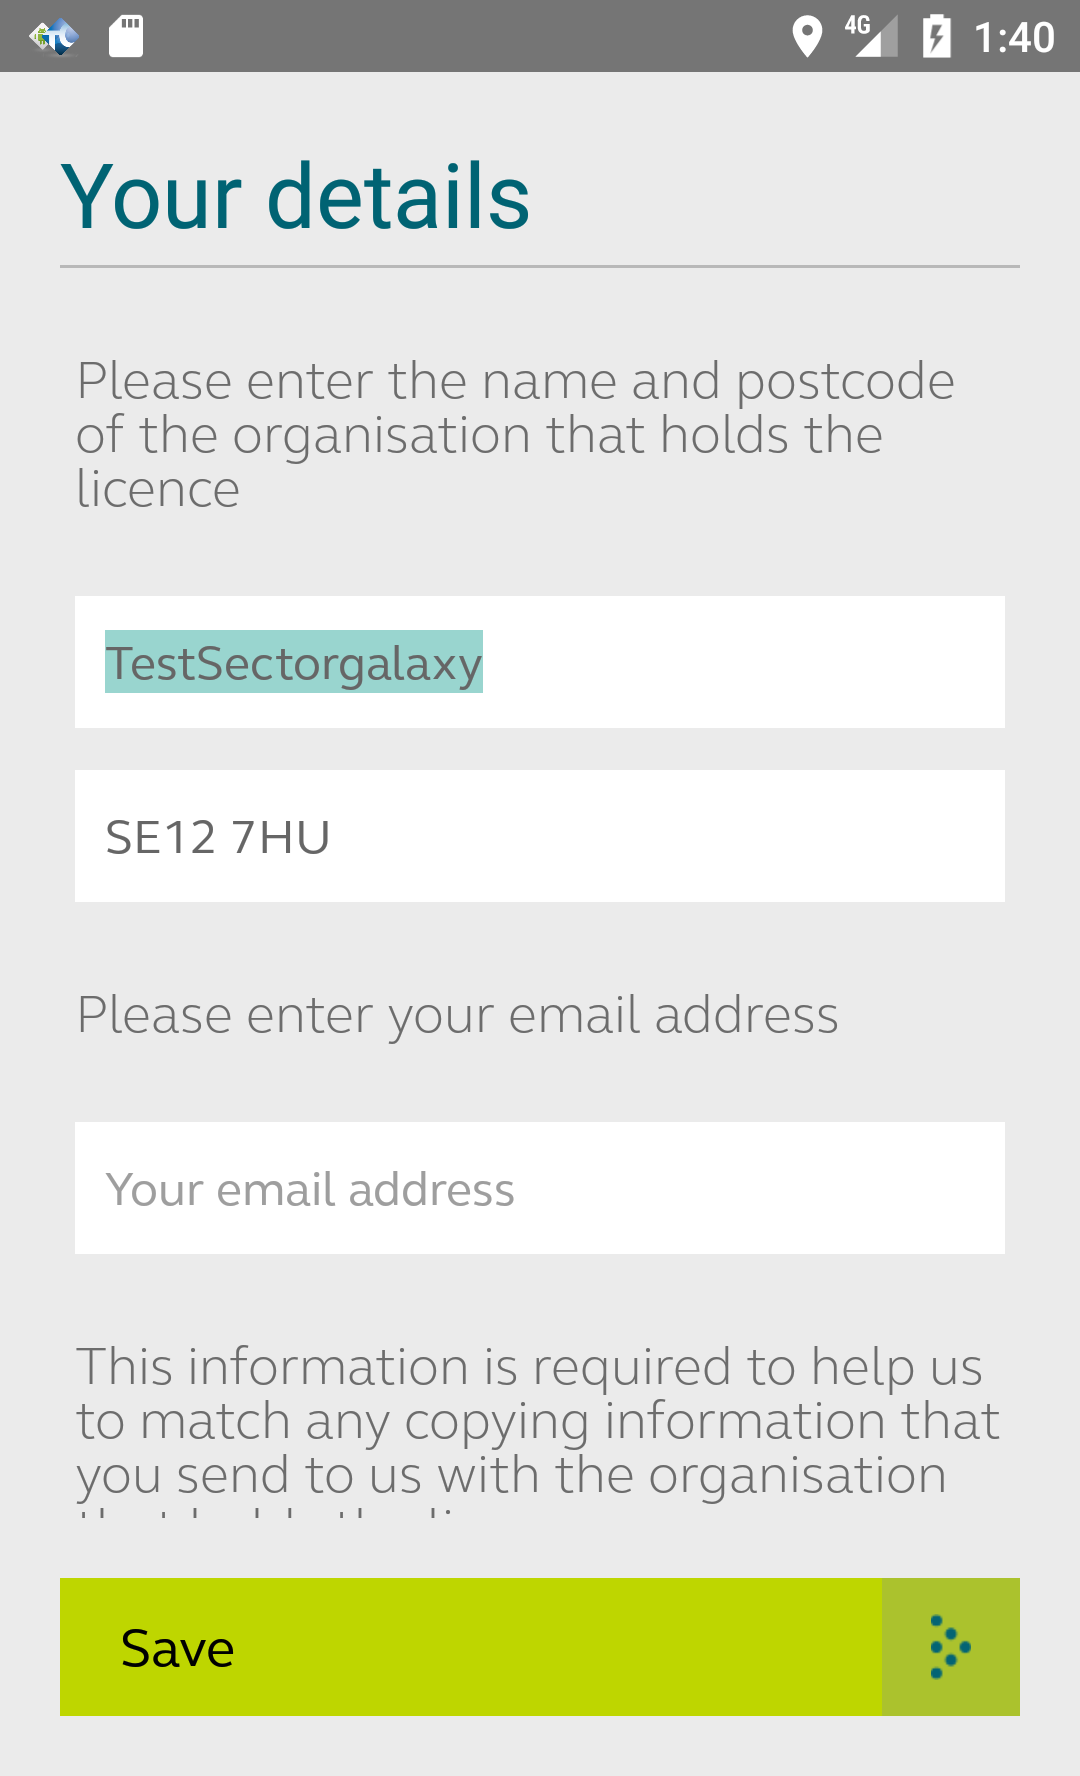 4G 1:40
Your details
Please enter the name and postcode
of the organisation that holds the
licence
TestSectorgalaxy
SE12 7HU
Please enter your email address
Your email address
This information is required to help us
to match any copying information that
you send to us with the organisation
Save